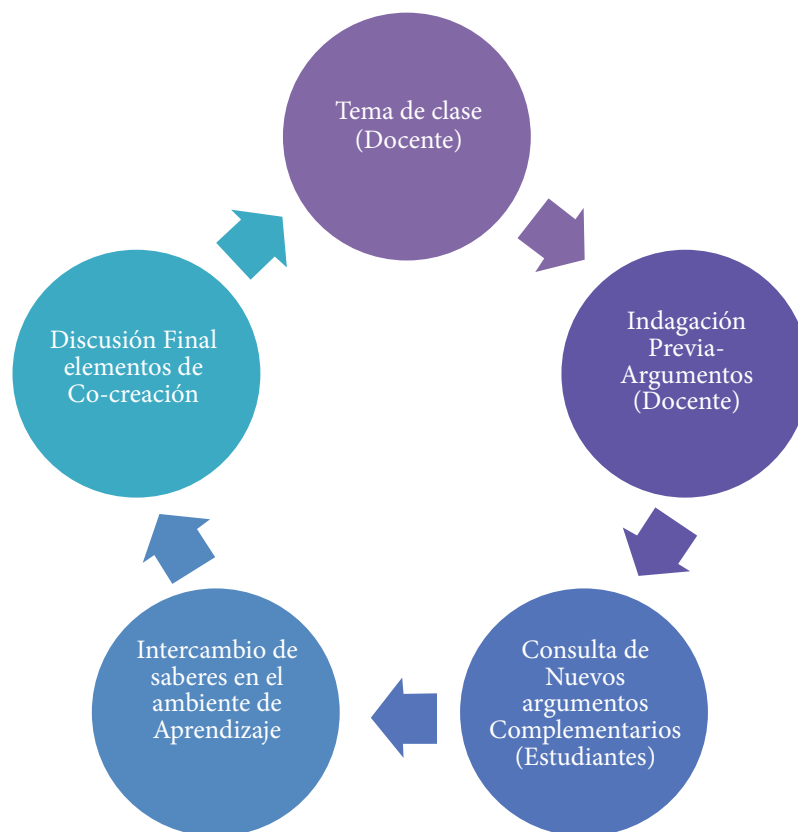 Tema de clase
(Docente)
Indagación
Previa-
Argumentos
(Docente)
Consulta de
Nuevos
argumentos
Complementarios
(Estudiantes)
Intercambio de
saberes en el
ambiente de
Aprendizaje
Discusión Final
elementos de
Co-creación